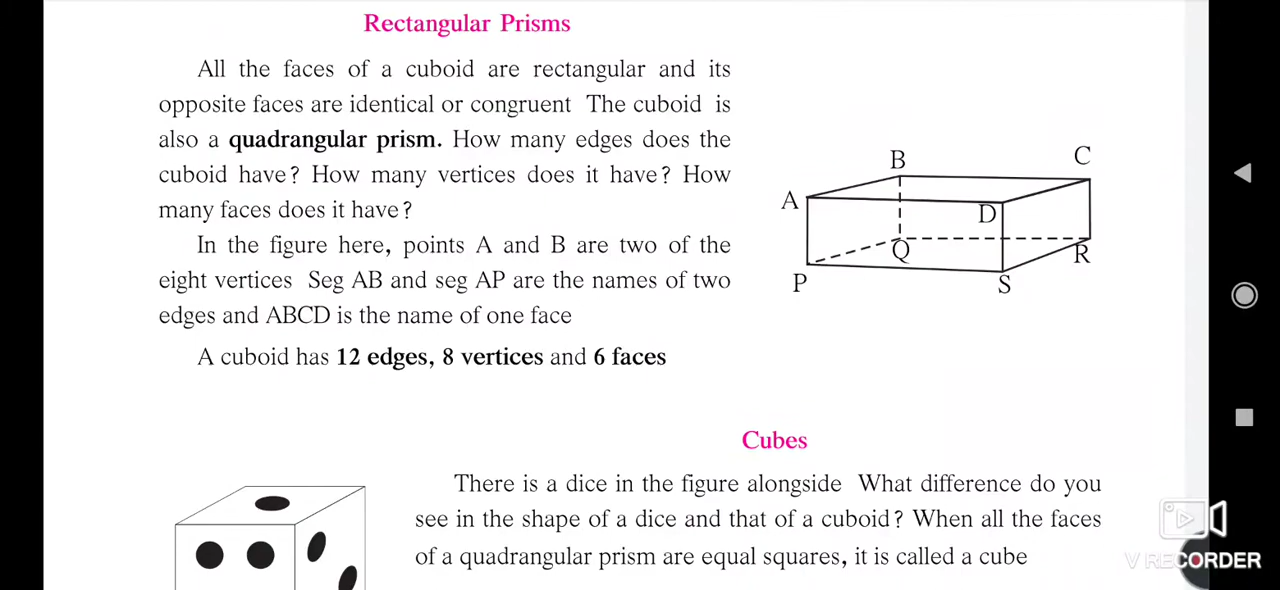 Rectangular Prisms
All the faces of a cuboid are rectangular and its
opposite faces are identical or congruent The cuboid is
also a quadrangular prism. How many edges does the
cuboid have? How many vertices does it have? How
many faces does it have?
In the figure here, points A and B are two of the
eight vertices Seg AB and seg AP are the names of two
edges and ABCD is the name of one face
A cuboid has 12 edges, 8 vertices and 6 faces
B
C
A
D
Q
R
P
S
Cubes
There is a dice in the figure alongside What difference do you
see in the shape of a dice and that of a cuboid? When all the faces
of a quadrangular prism are equal squares, it is called a cube
V RECORDER